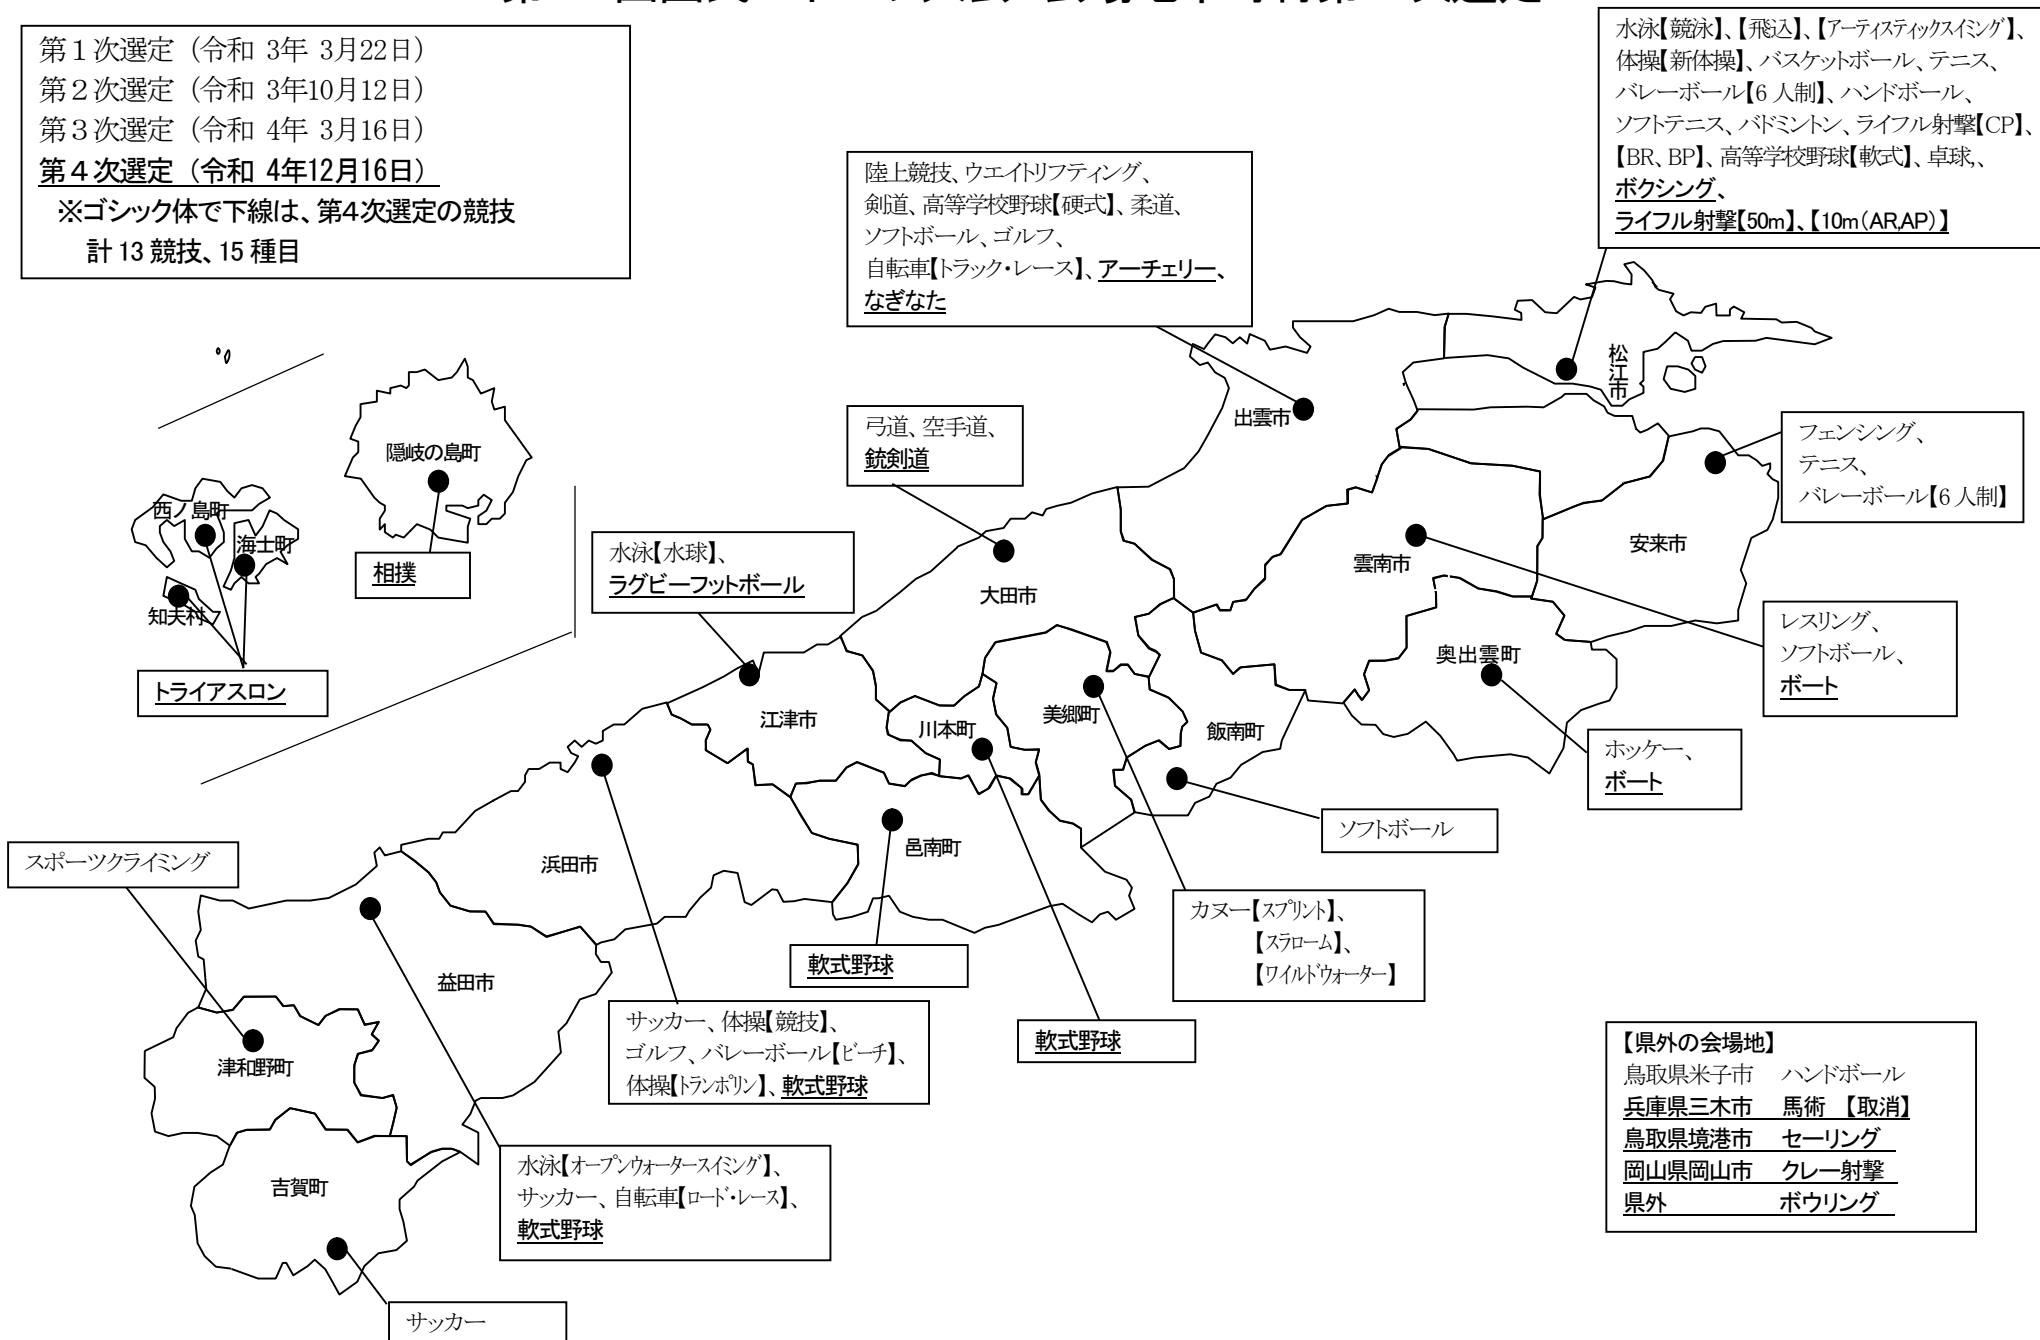 第１次選定（令和 3年 3月22日）
第２次選定（令和 3年10月12日）
第３次選定（令和 4年 3月16日）
第４次選定（令和 4年12月16日）
※ゴシック体で下線は、第４次選定の競技
計 13 競技、15 種目
水泳【競泳】、【飛込】、【アーティスティックスイミング】、
体操【新体操】、バスケットボール、テニス、
バレーボール【6 人制】、ハンドボール、
ソフトテニス、バドミントン、ライフル射撃【CP】、
【BR、BP】、高等学校野球【軟式】、卓球,、
ボクシング、
ライフル射撃【50m】、【10m（AR,AP）】
陸上競技、ウエイトリフティング、
剣道、高等学校野球【硬式】、柔道、
ソフトボール、ゴルフ、
自転車【トラック・レース】、アーチェリー、
なぎなた
松江市
出雲市
弓道、空手道、
銃剣道
フェンシング、
テニス、
バレーボール【6 人制】
隠岐の島町
西ノ島町
海士町
知夫村
相撲
トライアスロン
水泳【水球】、
ラグビーフットボール
大田市
雲南市
安来市
レスリング、
ソフトボール、
ボート
奥出雲町
ホッケー、
ボート
江津市
川本町
美郷町
飯南町
ソフトボール
スポーツクライミング
浜田市
邑南町
カヌー【スプリント】、
【スラローム】、
【ワイルドウォーター】
軟式野球
軟式野球
益田市
サッカー、体操【競技】、
ゴルフ、バレーボール【ビーチ】、
体操【トランポリン】、軟式野球
津和野町
水泳【オープンウォータースイミング】、
サッカー、自転車【ロード・レース】、
軟式野球
吉賀町
サッカー
【県外の会場地】
鳥取県米子市 ハンドボール
兵庫県三木市 馬術 【取消】
鳥取県境港市 セーリング
岡山県岡山市 クレー射撃
県外 ボウリング